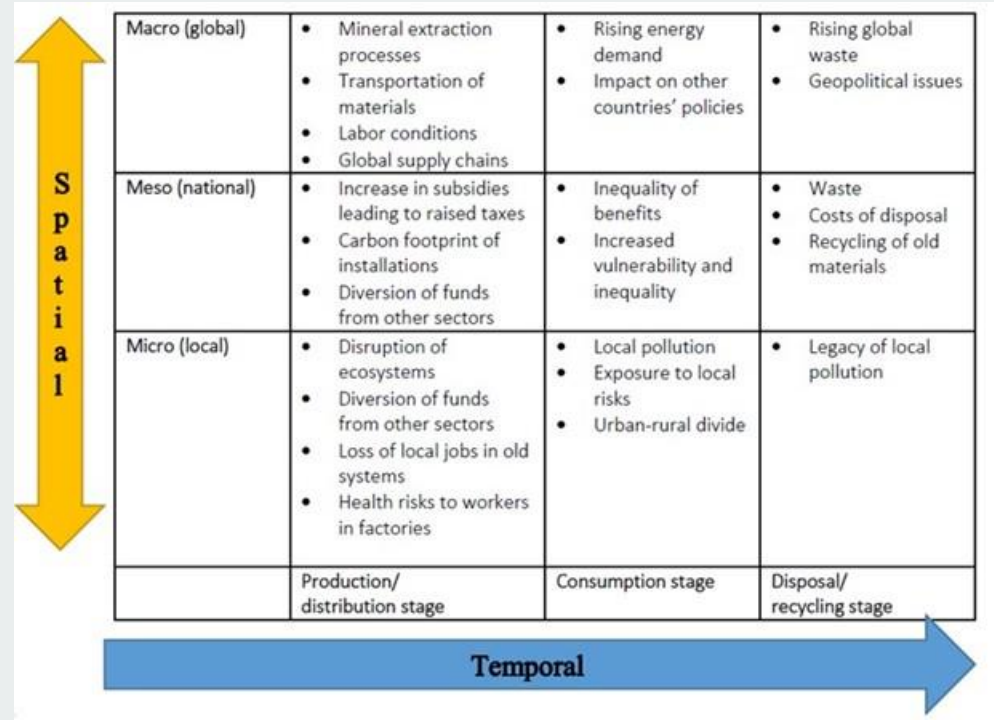 Spatial
Macro (global)
• Mineral extraction
processes
• Transportation of
materials
• Labor conditions
• Global supply chains
• Rising energy
demand
• Impact on other
countries' policies
• Rising global
waste
• Geopolitical issues
Meso (national)
• Increase in subsidies
leading to raised taxes
• Carbon footprint of
installations
• Diversion of funds
from other sectors
• Inequality of
benefits
• Increased
vulnerability and
inequality
• Waste
• Costs of disposal
• Recycling of old
materials
Micro (local)
• Disruption of
ecosystems
• Diversion of funds
from other sectors
• Loss of local jobs in old
systems
• Health risks to workers
in factories
• Local pollution
• Exposure to local
risks
• Urban-rural divide
• Legacy of local
pollution
Production/
distribution stage
Consumption stage
Disposal/
recycling stage
Temporal